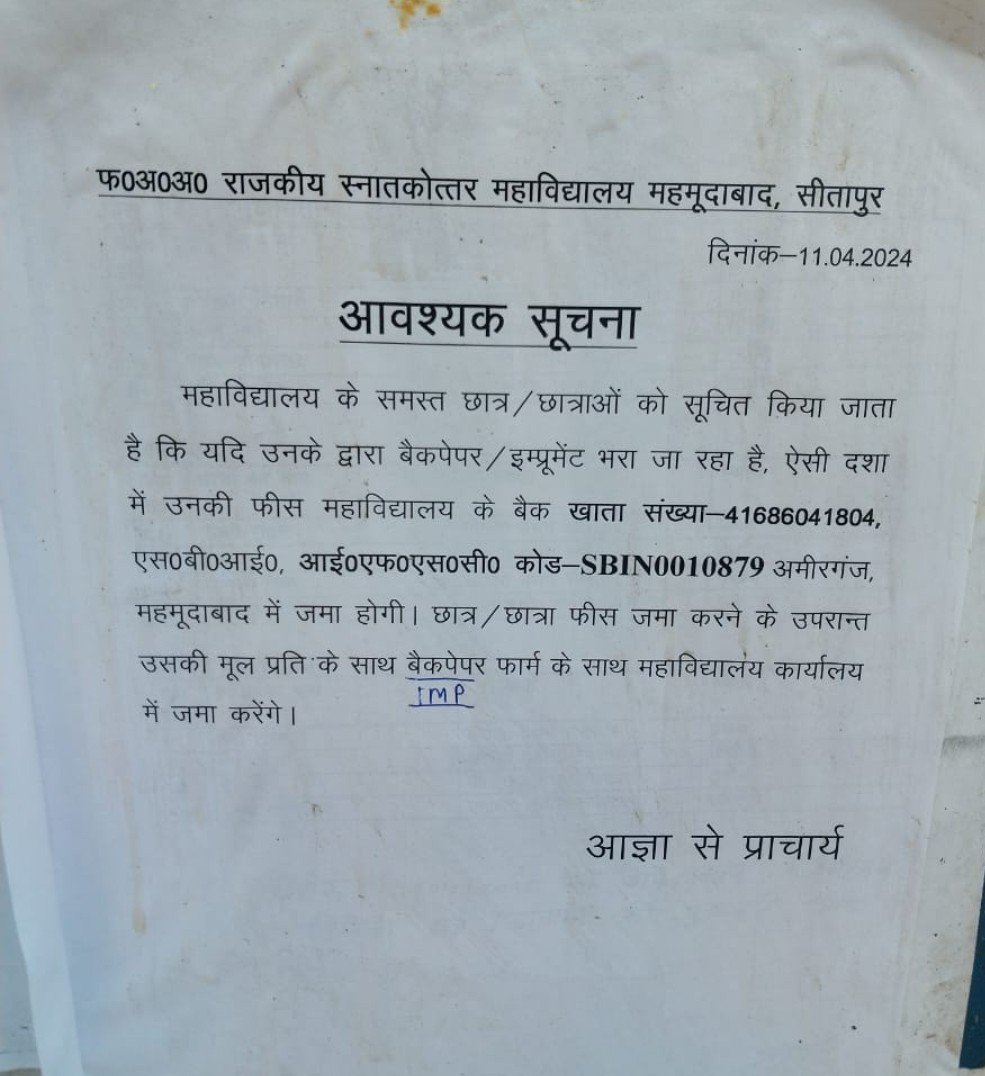 फ0अ0अ0 राजकीय स्नातकोत्तर महाविद्यालय महमूदाबाद, सीतापुर
दिनांक–11.04.2024
आवश्यक सूचना
महाविद्यालय के समस्त छात्र/छात्राओं को सूचित किया जाता
है कि यदि उनके द्वारा बैकपेपर/इम्प्रूमेंट भरा जा रहा है, ऐसी दशा
में उनकी फीस महाविद्यालय के बैक खाता संख्या–41686041804,
एस0बी0आई0, आई0एफ0एस0सी0 कोड–SBIN0010879 अमीरगंज,
महमूदाबाद में जमा होगी। छात्र/छात्रा फीस जमा करने के उपरान्त
उसकी मूल प्रति के साथ बैकपेपर फार्म के साथ महाविद्यालय कार्यालय
IMP
में जमा करेंगे।
आज्ञा से प्राचार्य